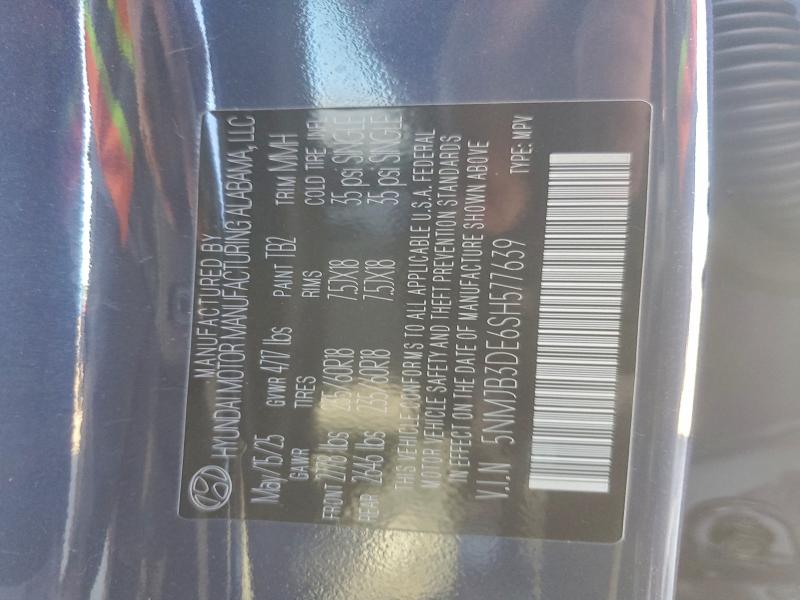 MANUFACTURED BY
HYUNDAI MOTOR MANUFACTURING ALABAMA, LLC
May/15/25 GVWR 4717 lbs PAINT TB2 TRIM MMH
GAWR TIRES RIMS COLD TIRE INFL.
FRONT 2778 lbs 235/60R18 7.5JX18 35 psi SINGLE
REAR 2646 lbs 235/60R18 7.5JX18 35 psi SINGLE
THIS VEHICLE CONFORMS TO ALL APPLICABLE U.S.A. FEDERAL
MOTOR VEHICLE SAFETY AND THEFT PREVENTION STANDARDS
IN EFFECT ON THE DATE OF MANUFACTURE SHOWN ABOVE
V.I.N 5NMJB3DE6SH577639 TYPE: MPV